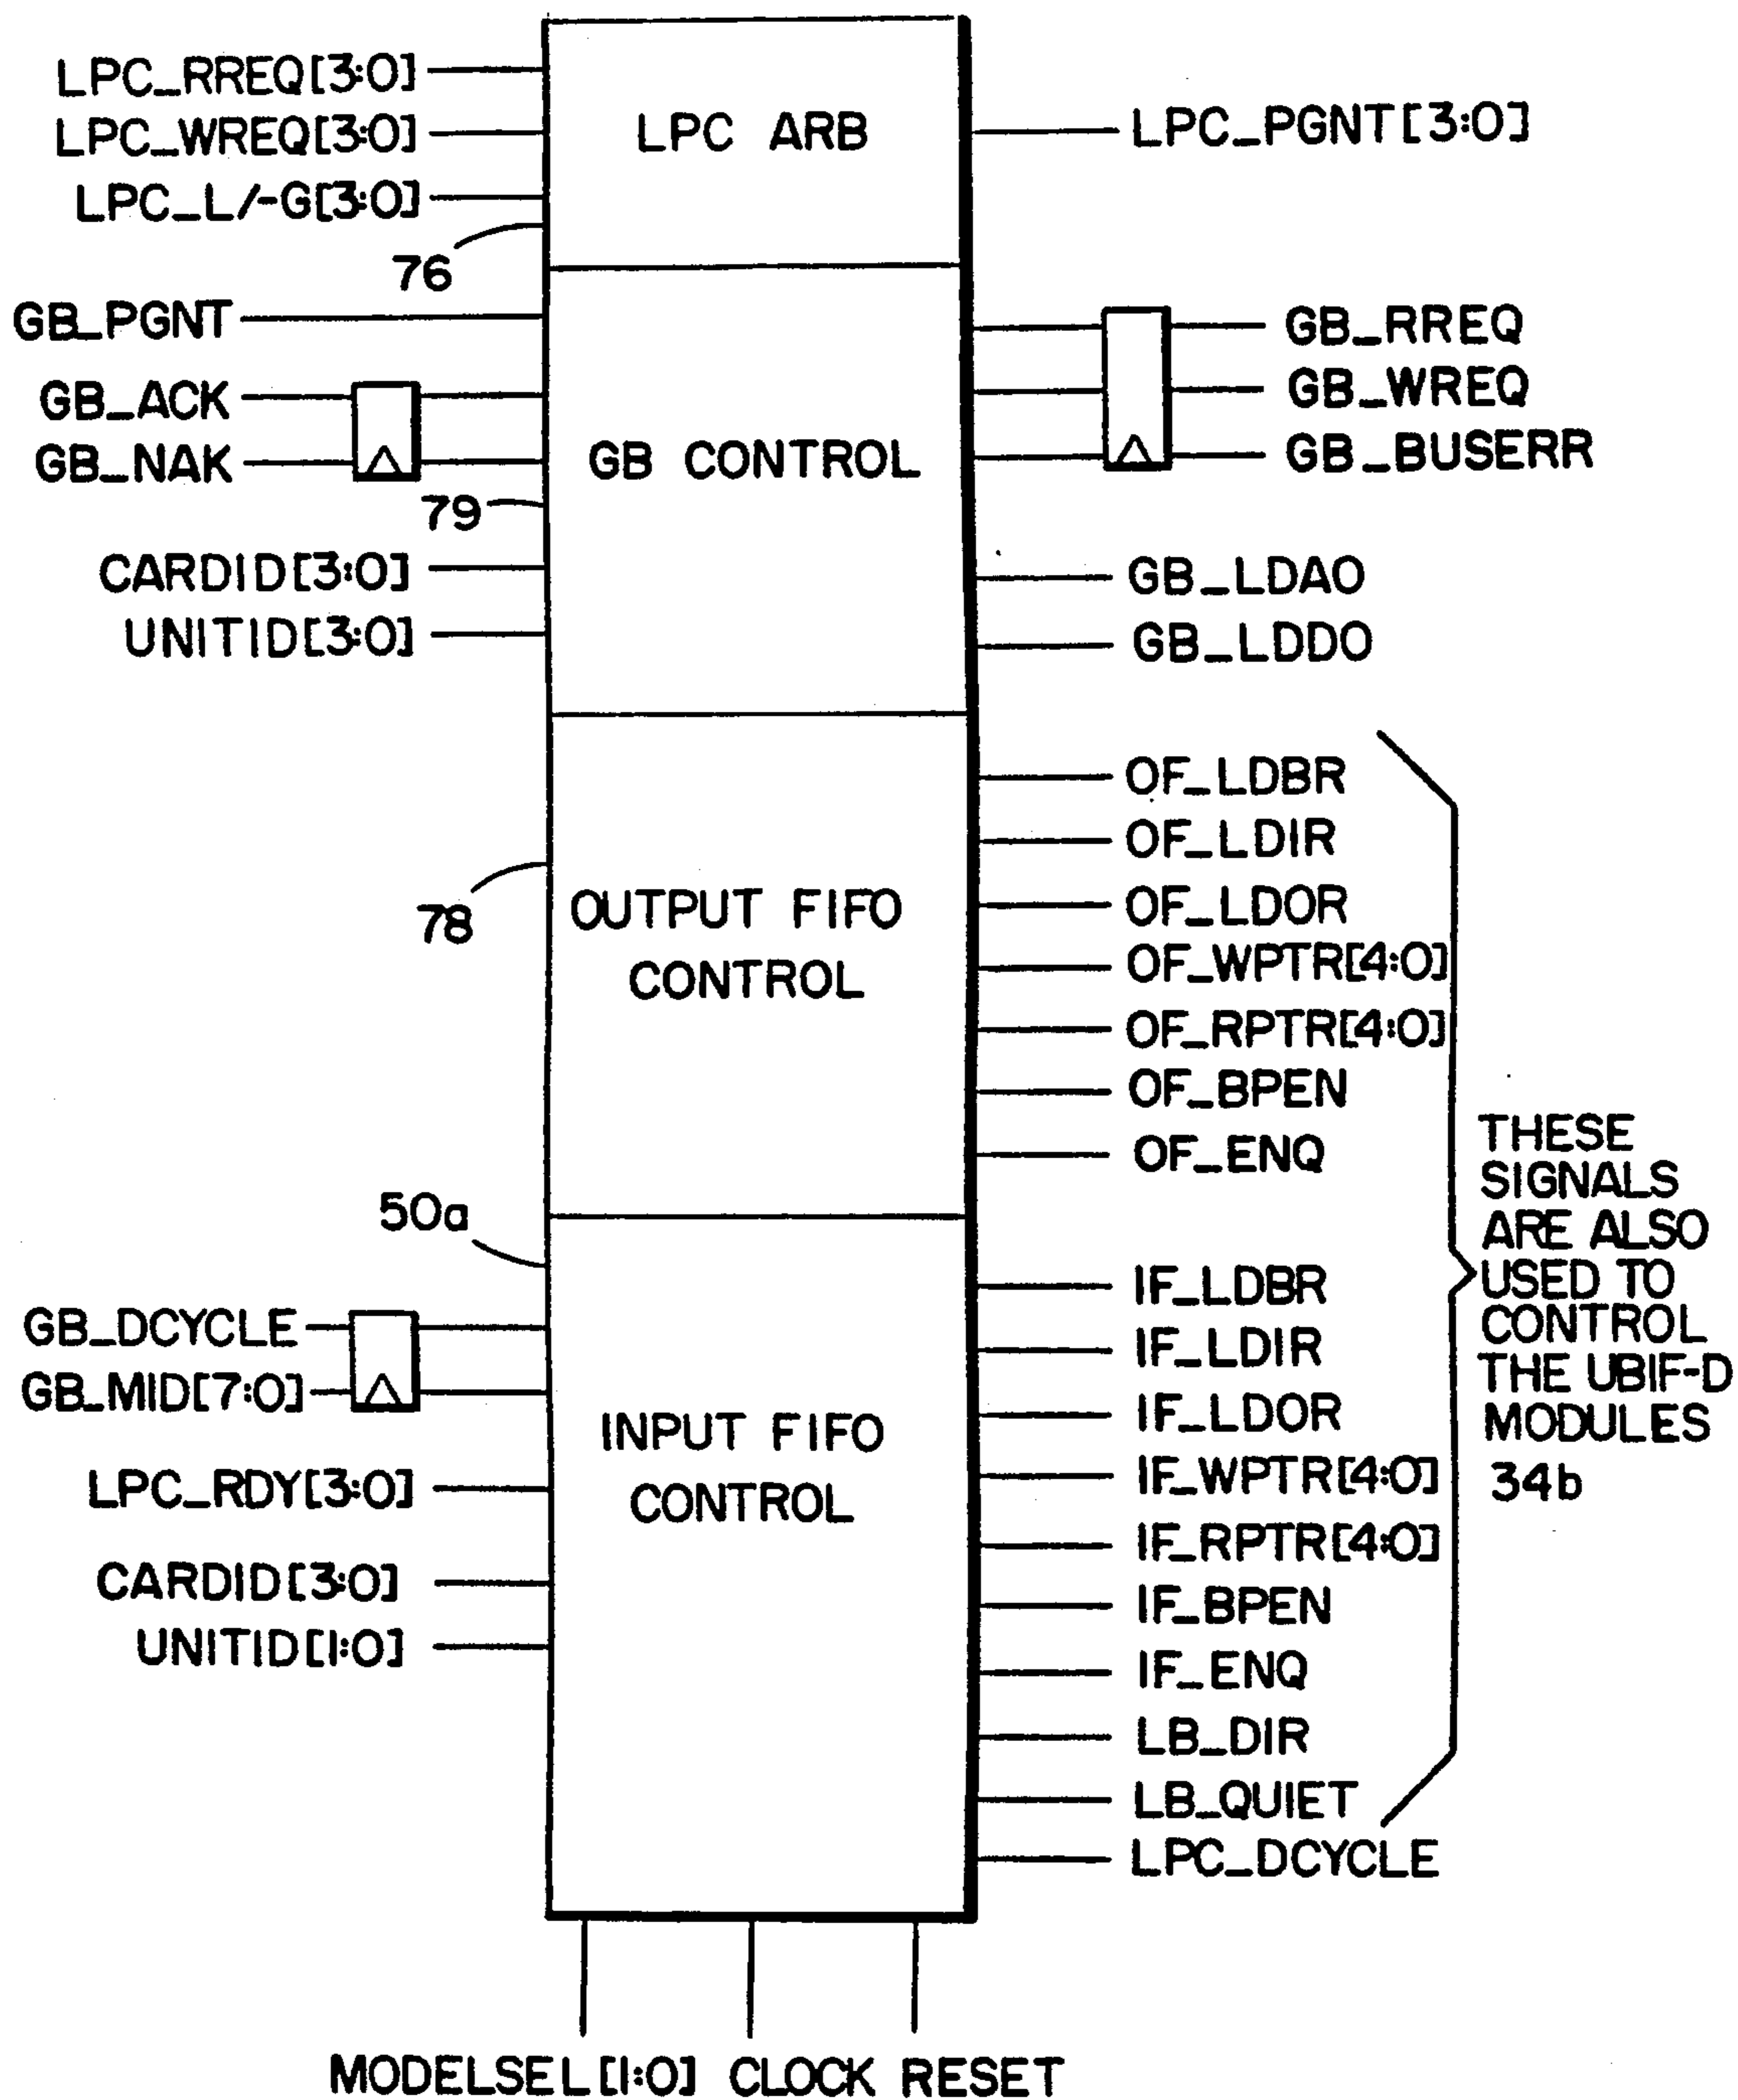 LPC_RREQ[3:0]
LPC_WREQ[3:0]
LPC_L/-G[3:0]
76
LPC ARB
LPC_PGNT[3:0]
GB_PGNT
GB_ACK
GB_NAK
79
CARDID[3:0]
UNITID[3:0]
GB CONTROL
GB_RREQ
GB_WREQ
GB_BUSERR
GB_LDAO
GB_LDDO
78
OUTPUT FIFO
CONTROL
OF_LDBR
OF_LDIR
OF_LDOR
OF_WPTR[4:0]
OF_RPTR[4:0]
OF_BPEN
OF_ENQ
50a
GB_DCYCLE
GB_MID[7:0]
LPC_RDY[3:0]
CARDID[3:0]
UNITID[1:0]
INPUT FIFO
CONTROL
IF_LDBR
IF_LDIR
IF_LDOR
IF_WPTR[4:0]
IF_RPTR[4:0]
IF_BPEN
IF_ENQ
LB_DIR
LB_QUIET
LPC_DCYCLE
THESE
SIGNALS
ARE ALSO
USED TO
CONTROL
THE UBIF-D
MODULES
34b
MODELSEL[1:0] CLOCK RESET